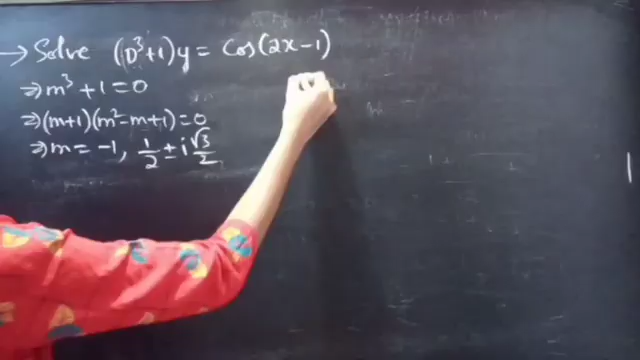 → Solve (D³+1)y = cos(2x-1)
⇒ m³ + 1 = 0
⇒ (m+1)(m²-m+1) = 0
⇒ m = -1, 1/2 ± i √3/2